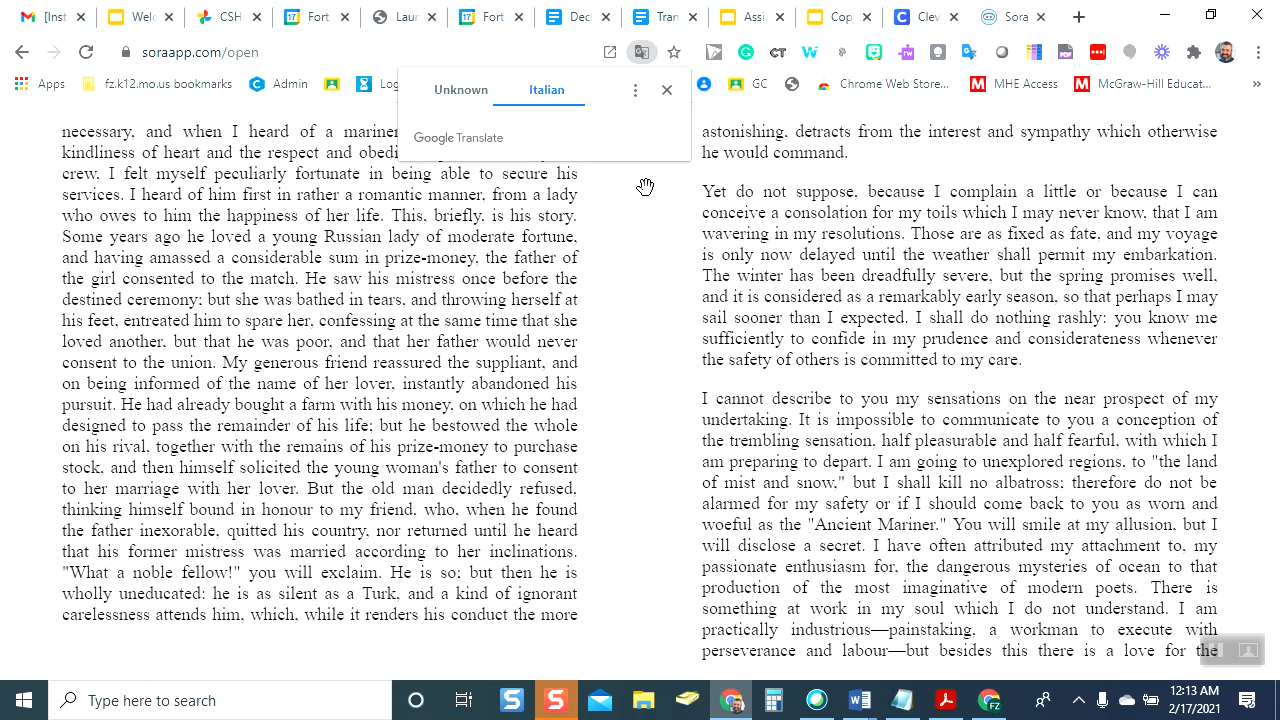 [Inst
Welc
CSH
Fort
Laur
Fort
Decl
Tran
Assi
Cop
Clev
Sora
soraapp.com/open
Apps
fz.k12.mo.us bookmarks
Admin
Log
GC
Chrome Web Store...
MHE Access
McGraw-Hill Educat...
Unknown
Italian
Google Translate
necessary, and when I heard of a mariner
kindliness of heart and the respect and obedi
crew, I felt myself peculiarly fortunate in being able to secure his
services. I heard of him first in rather a romantic manner, from a lady
who owes to him the happiness of her life. This, briefly, is his story.
Some years ago he loved a young Russian lady of moderate fortune,
and having amassed a considerable sum in prize-money, the father of
the girl consented to the match. He saw his mistress once before the
destined ceremony; but she was bathed in tears, and throwing herself at
his feet, entreated him to spare her, confessing at the same time that she
loved another, but that he was poor, and that her father would never
consent to the union. My generous friend reassured the suppliant, and
on being informed of the name of her lover, instantly abandoned his
pursuit. He had already bought a farm with his money, on which he had
designed to pass the remainder of his life; but he bestowed the whole
on his rival, together with the remains of his prize-money to purchase
stock, and then himself solicited the young woman's father to consent
to her marriage with her lover. But the old man decidedly refused,
thinking himself bound in honour to my friend, who, when he found
the father inexorable, quitted his country, nor returned until he heard
that his former mistress was married according to her inclinations.
"What a noble fellow!" you will exclaim. He is so; but then he is
wholly uneducated: he is as silent as a Turk, and a kind of ignorant
carelessness attends him, which, while it renders his conduct the more
astonishing, detracts from the interest and sympathy which otherwise
he would command.
Yet do not suppose, because I complain a little or because I can
conceive a consolation for my toils which I may never know, that I am
wavering in my resolutions. Those are as fixed as fate, and my voyage
is only now delayed until the weather shall permit my embarkation.
The winter has been dreadfully severe, but the spring promises well,
and it is considered as a remarkably early season, so that perhaps I may
sail sooner than I expected. I shall do nothing rashly: you know me
sufficiently to confide in my prudence and considerateness whenever
the safety of others is committed to my care.
I cannot describe to you my sensations on the near prospect of my
undertaking. It is impossible to communicate to you a conception of
the trembling sensation, half pleasurable and half fearful, with which I
am preparing to depart. I am going to unexplored regions, to "the land
of mist and snow," but I shall kill no albatross; therefore do not be
alarmed for my safety or if I should come back to you as worn and
woeful as the "Ancient Mariner." You will smile at my allusion, but I
will disclose a secret. I have often attributed my attachment to, my
passionate enthusiasm for, the dangerous mysteries of ocean to that
production of the most imaginative of modern poets. There is
something at work in my soul which I do not understand. I am
practically industrious—painstaking, a workman to execute with
perseverance and labour—but besides this there is a love for the
Type here to search
12:13 AM
2/17/2021